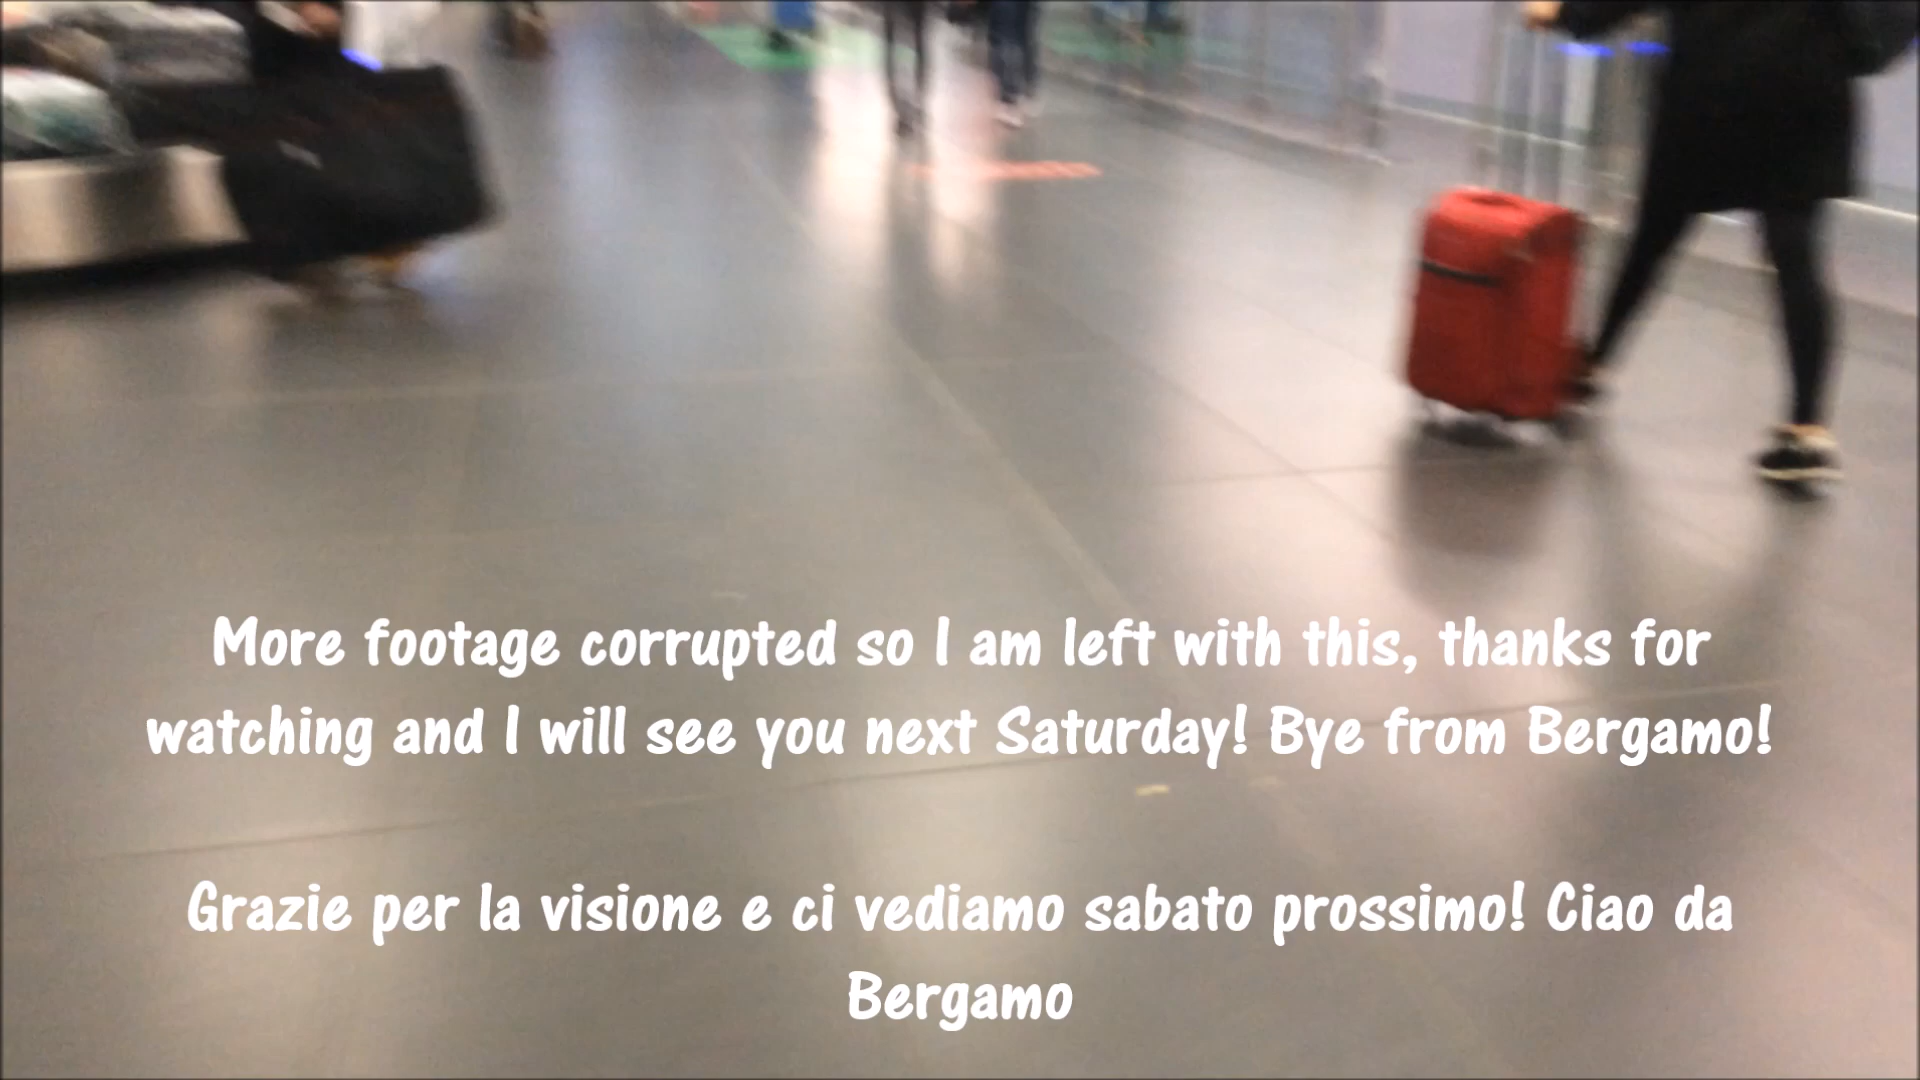 More footage corrupted so I am left with this, thanks for
watching and I will see you next Saturday! Bye from Bergamo!
Grazie per la visione e ci vediamo sabato prossimo! Ciao da
Bergamo